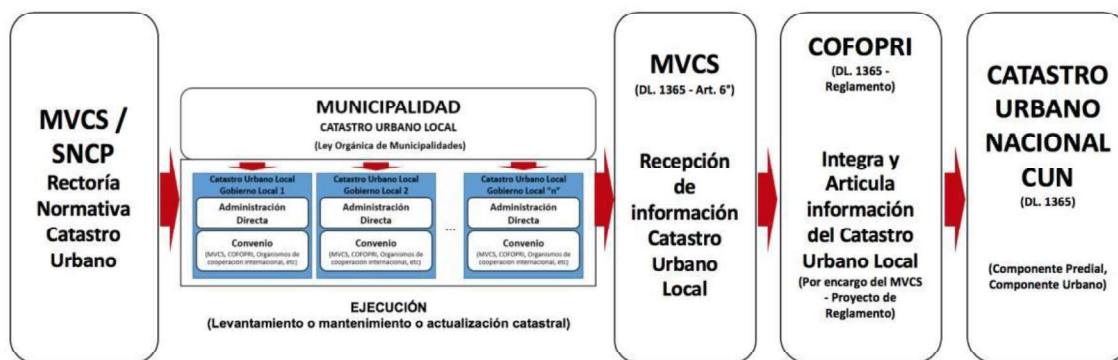 MVCS /
SNCP
Rectoría
Normativa
Catastro
Urbano
MUNICIPALIDAD
CATASTRO URBANO LOCAL
(Ley Orgánica de Municipalidades)
Catastro Urbano Local
Gobierno Local 1
Administración
Directa
Convenio
(MVCS, COFOPRI, Organismos de
cooperación internacional, etc)
Catastro Urbano Local
Gobierno Local 2
Administración
Directa
Convenio
(MVCS, COFOPRI, Organismos de
cooperación internacional, etc)
...
Catastro Urbano Local
Gobierno Local "n"
Administración
Directa
Convenio
(MVCS, COFOPRI, Organismos de
cooperación internacional, etc)
EJECUCIÓN
(Levantamiento o mantenimiento o actualización catastral)
MVCS
(DL. 1365 - Art. 6°)
Recepción
de
información
Catastro
Urbano
Local
COFOPRI
(DL. 1365 -
Reglamento)
Integra y
Articula
información
del Catastro
Urbano Local
(Por encargo del MVCS
- Proyecto de
Reglamento)
CATASTRO
URBANO
NACIONAL
CUN
(DL. 1365)
(Componente Predial,
Componente Urbano)